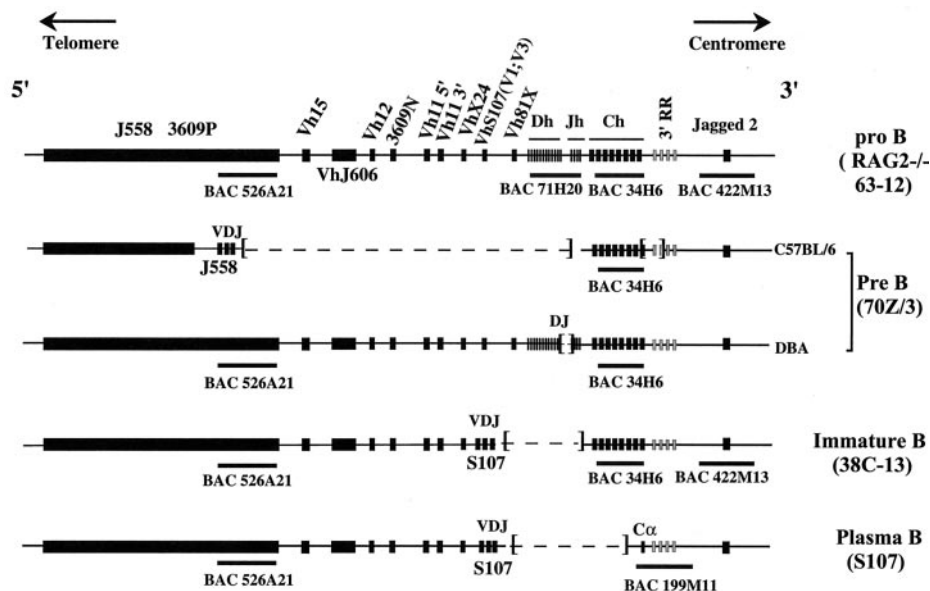 Telomere
Centromere
5'
3'
J558 3609P
Vh15
VhJ606
Vh12
3609N
Vh11 5'
Vh11 3'
VhX24
VhS107(V1;V3)
Vh81X
Dh
Jh
Ch
3' RR
Jagged 2
BAC 526A21
BAC 71H20
BAC 34H6
BAC 422M13
pro B
( RAG2-/-
63-12)
VDJ
J558
BAC 34H6
C57BL/6
Pre B
(70Z/3)
DJ
DBA
BAC 526A21
BAC 34H6
VDJ
S107
BAC 526A21
BAC 34H6
BAC 422M13
Immature B
(38C-13)
VDJ
Cα
S107
BAC 526A21
BAC 199M11
Plasma B
(S107)